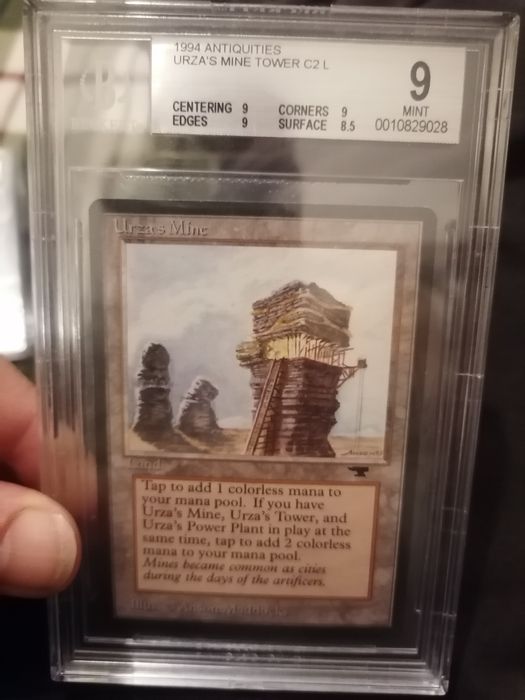 1994 ANTIQUITIES
URZA'S MINE TOWER C2 L
9
MINT
0010829028
CENTERING 9 CORNERS 9
EDGES 9 SURFACE 8.5
Urza's Mine
Land
Tap to add 1 colorless mana to
your mana pool. If you have
Urza's Mine, Urza's Tower, and
Urza's Power Plant in play at the
same time, tap to add 2 colorless
mana to your mana pool.
Mines became common as cities
during the days of the artificers.
Illus. © Anson Maddocks